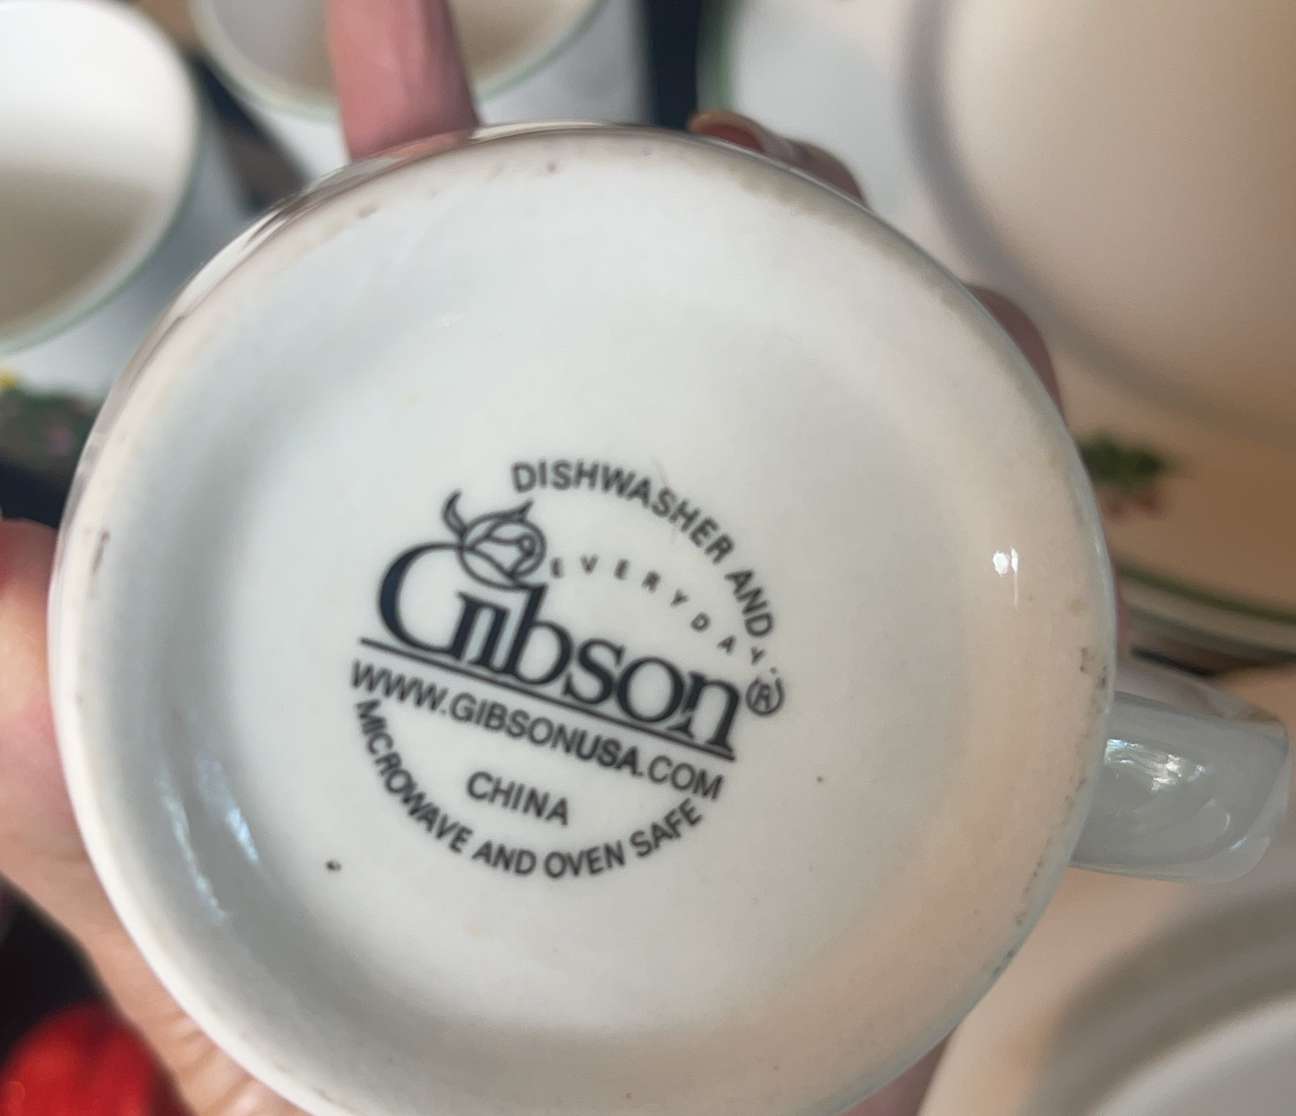 DISHWASHER AND
EVERYDAY
Gibson®
WWW.GIBSONUSA.COM
CHINA
MICROWAVE AND OVEN SAFE